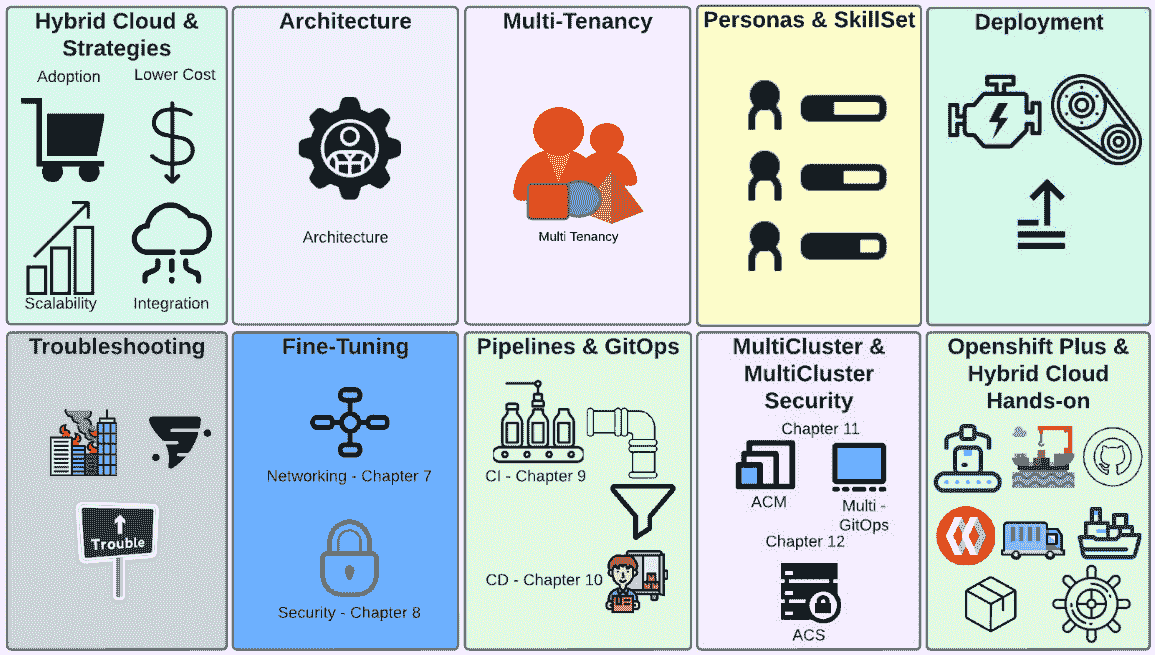 Hybrid Cloud &
Strategies
Adoption
Lower Cost
Scalability
Integration
Architecture
Architecture
Multi-Tenancy
Multi Tenancy
Personas & SkillSet
Deployment
Troubleshooting
Trouble
Fine-Tuning
Networking - Chapter 7
Security - Chapter 8
Pipelines & GitOps
CI - Chapter 9
CD - Chapter 10
MultiCluster &
MultiCluster
Security
Chapter 11
ACM
Multi -
GitOps
Chapter 12
ACS
Openshift Plus &
Hybrid Cloud
Hands-on